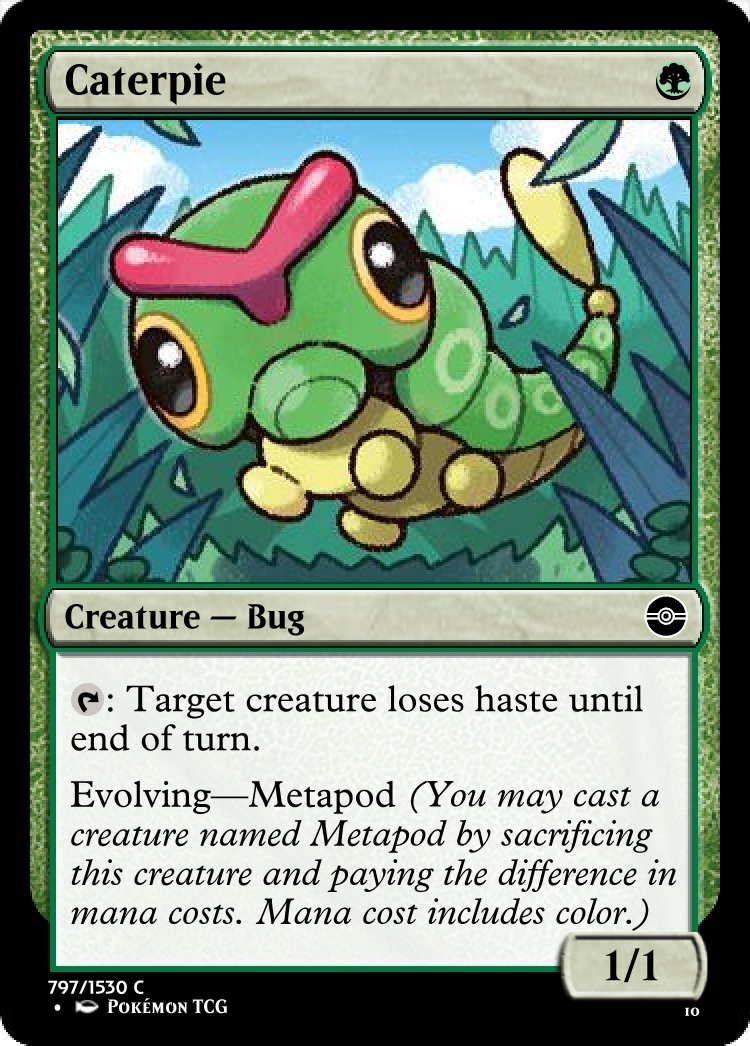 Caterpie
Creature — Bug
: Target creature loses haste until
end of turn.
Evolving—Metapod (You may cast a
creature named Metapod by sacrificing
this creature and paying the difference in
mana costs. Mana cost includes color.)
1/1
797/1530 C
• POKÉMON TCG
10